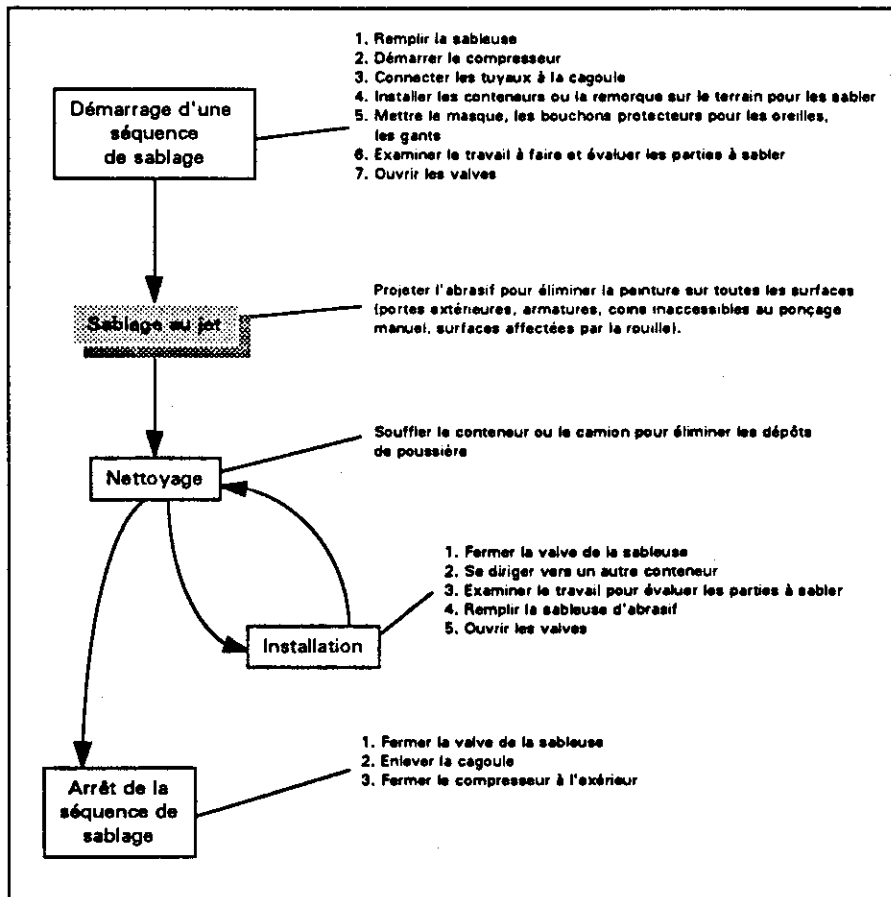 1. Remplir la sableuse
2. Démarrer le compresseur
3. Connecter les tuyaux à la cagoule
4. Installer les conteneurs ou la remorque sur le terrain pour les sabler
5. Mettre le masque, les bouchons protecteurs pour les oreilles,
les gants
6. Examiner le travail à faire et évaluer les parties à sabler
7. Ouvrir les valves
Démarrage d'une
séquence
de sablage
Projeter l'abrasif pour éliminer la peinture sur toutes les surfaces
(portes extérieures, armatures, coins inaccessibles au ponçage
manuel, surfaces affectées par la rouille).
Sablage au jet
Souffler le conteneur ou le camion pour éliminer les dépôts
de poussière
Nettoyage
1. Fermer la valve de la sableuse
2. Se diriger vers un autre conteneur
3. Examiner le travail pour évaluer les parties à sabler
4. Remplir la sableuse d'abrasif
5. Ouvrir les valves
Installation
1. Fermer la valve de la sableuse
2. Enlever la cagoule
3. Fermer le compresseur à l'exérieur
Arrêt de la
séquence de
sablage